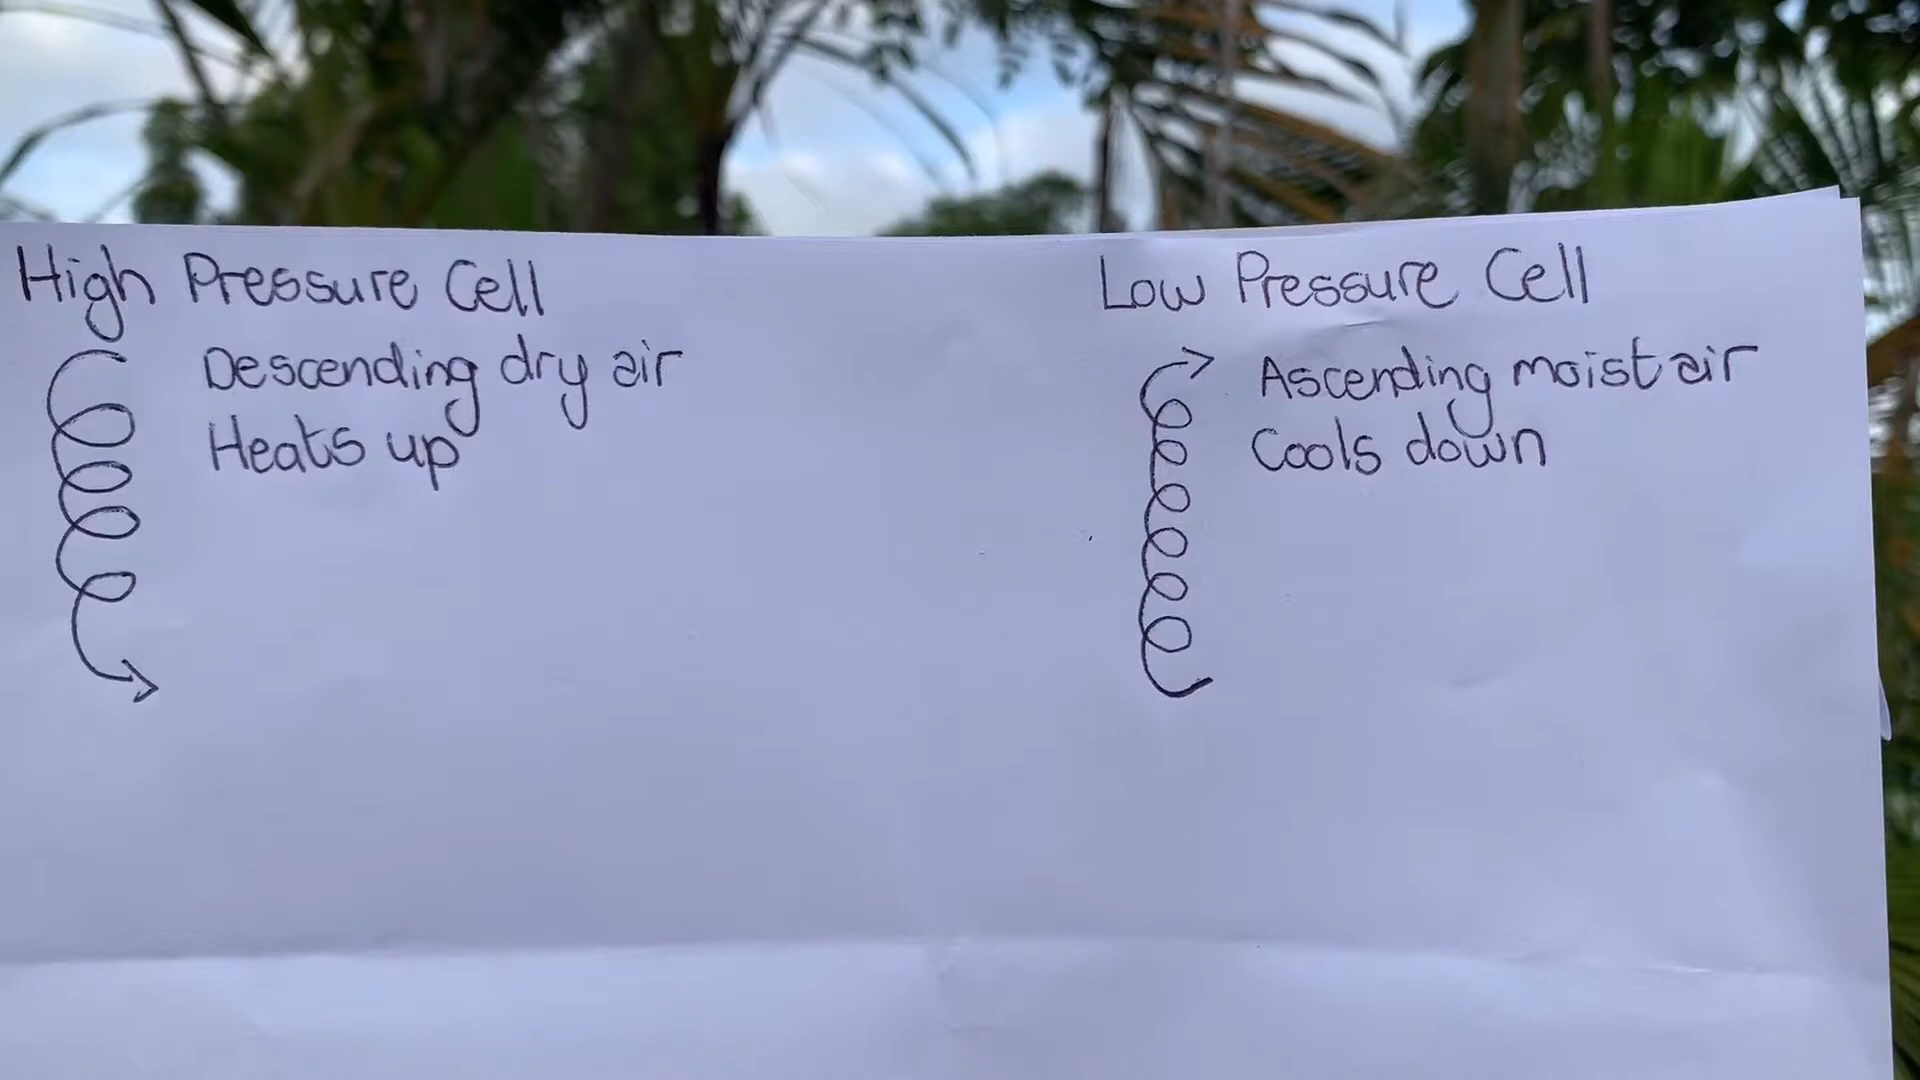 High Pressure Cell
Descending dry air
Heats up
Low Pressure Cell
Ascending moist air
Cools down